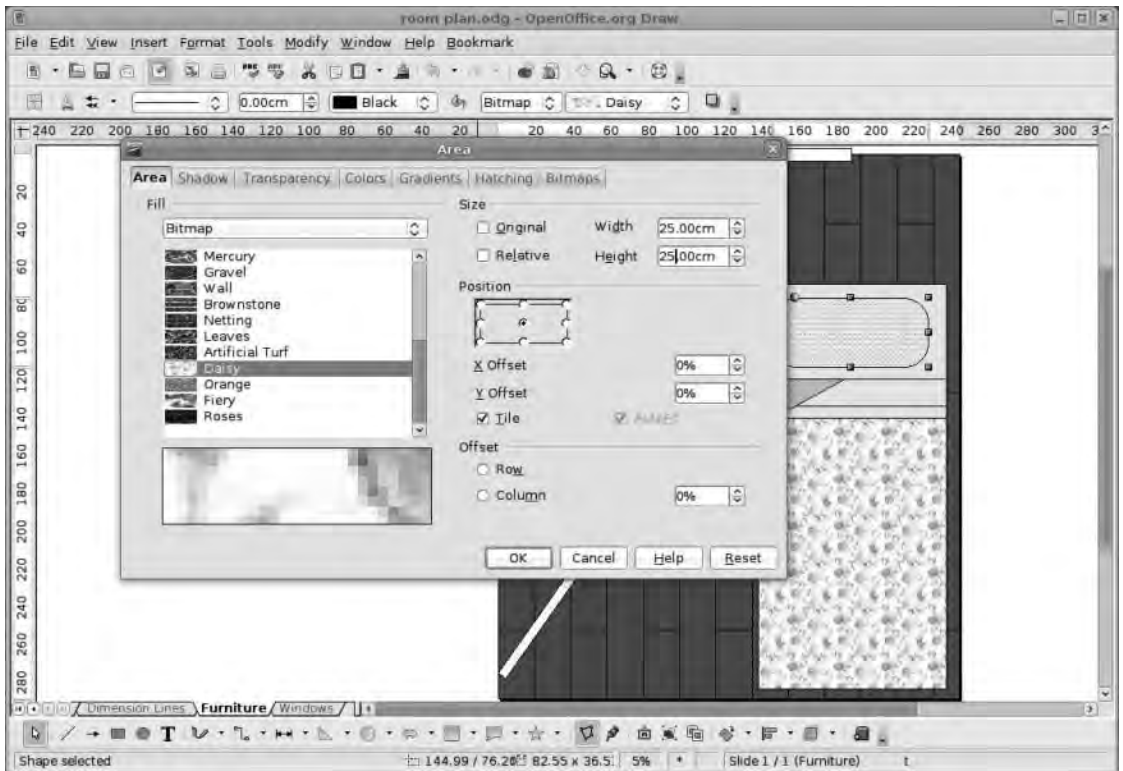 room plan.odg - OpenOffice.org Draw
File Edit View Insert Format Tools Modify Window Help Bookmark
0.00cm Black Bitmap Daisy
240 220 200 180 160 140 120 100 80 60 40 20 20 40 60 80 100 120 140 160 180 200 220 240 260 280 300
Area
Area Shadow Transparency Colors Gradients Hatching Bitmaps
Fill
Bitmap
Mercury
Gravel
Wall
Brownstone
Netting
Leaves
Artificial Turf
Daisy
Orange
Fiery
Roses
Size
Original Width 25.00cm
Relative Height 25.00cm
Position
X Offset 0%
Y Offset 0%
Tile AutoFit
Offset
Row
Column 0%
OK Cancel Help Reset
20
40
60
80
100
120
140
160
180
200
220
240
260
280
Dimension Lines Furniture Windows
Shape selected 144.99 / 76.20 82.55 x 36.5 5% * Slide 1 / 1 (Furniture)